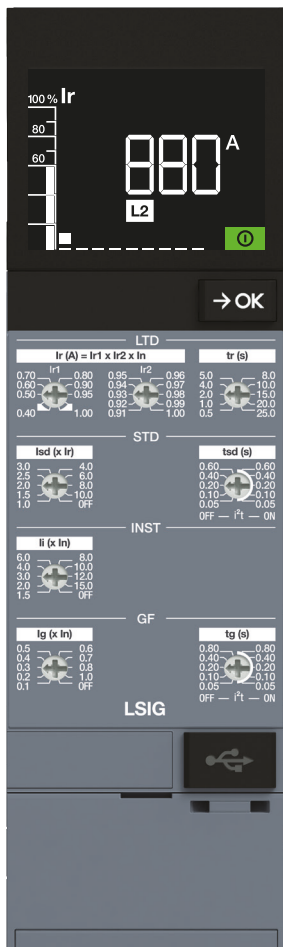 100 % Ir
80
60
880 A
L2
→ OK
LTD
Ir (A) = Ir1 x Ir2 x In
tr (s)
Ir1
Ir2
0.70 0.80 0.95 0.96 5.0 8.0
0.60 0.90 0.94 0.97 4.0 10.0
0.50 0.95 0.93 0.98 2.0 15.0
0.92 0.99 1.0 20.0
0.40 1.00 0.91 1.00 0.5 25.0
STD
Isd (x Ir)
tsd (s)
3.0 4.0 0.60 0.60
2.5 6.0 0.40 0.40
2.0 8.0 0.20 0.20
1.5 10.0 0.10 0.10
1.0 OFF 0.05 0.05
OFF — i²t — ON
INST
Ii (x In)
6.0 8.0
4.0 10.0
3.0 12.0
2.0 15.0
1.5 OFF
GF
Ig (x In)
tg (s)
0.5 0.6 0.80 0.80
0.4 0.7 0.40 0.40
0.3 0.8 0.20 0.20
0.2 1.0 0.10 0.10
0.1 OFF 0.05 0.05
OFF — i²t — ON
LSIG